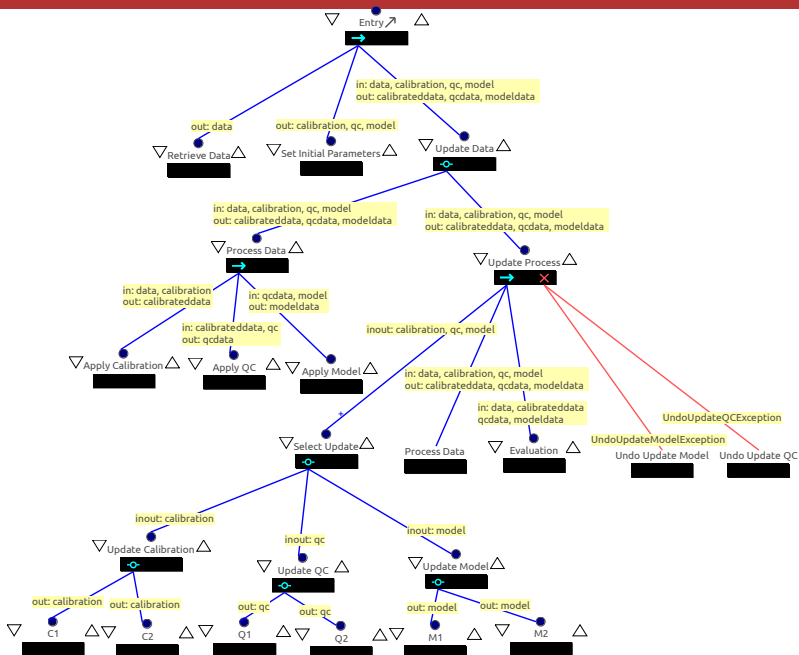 Entry
in: data, calibration, qc, model
out: calibrateddata, qcdata, modeldata
out: data
out: calibration, qc, model
Retrieve Data
Set Initial Parameters
Update Data
in: data, calibration, qc, model
out: calibrateddata, qcdata, modeldata
in: data, calibration, qc, model
out: calibrateddata, qcdata, modeldata
Process Data
Update Process
in: data, calibration
out: calibrateddata
in: qcdata, model
out: modeldata
in: calibrateddata, qc
out: qcdata
inout: calibration, qc, model
Apply Calibration
Apply QC
Apply Model
in: data, calibration, qc, model
out: calibrateddata, qcdata, modeldata
in: data, calibrateddata
qcdata, modeldata
UndoUpdateQCException
UndoUpdateModelException
Select Update
Process Data
Evaluation
Undo Update Model
Undo Update QC
inout: calibration
inout: qc
inout: model
Update Calibration
Update QC
Update Model
out: calibration
out: calibration
out: qc
out: qc
out: model
out: model
C1
C2
Q1
Q2
M1
M2